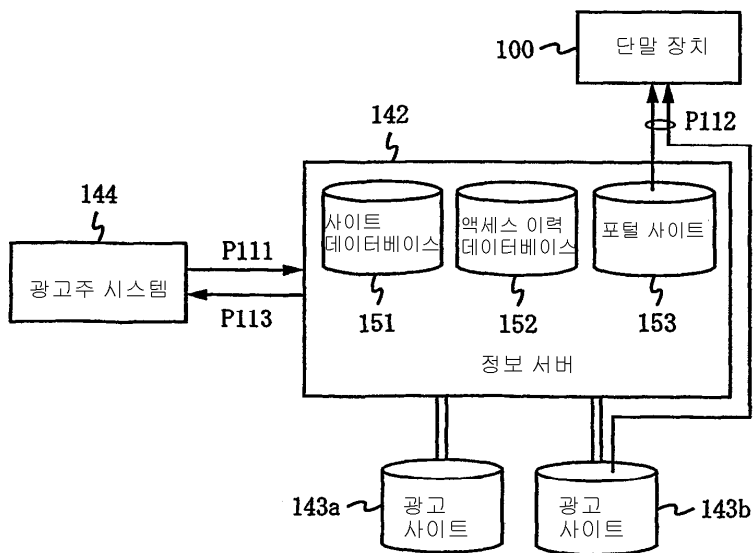 100
단말 장치
P112
142
144
사이트
데이터베이스
액세스 이력
데이터베이스
포털 사이트
P111
광고주 시스템
P113
151
152
153
정보 서버
143a
광고
사이트
광고
사이트
143b